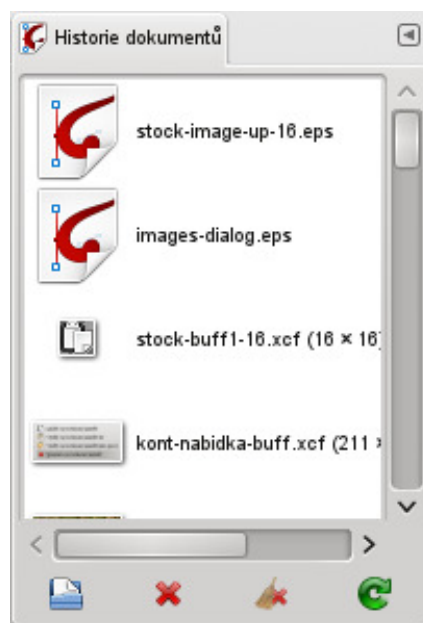 Historie dokumentů
stock-image-up-16.eps
images-dialog.eps
stock-buff1-16.xcf (16 × 16)
kont-nabidka-buff.xcf (211 ×